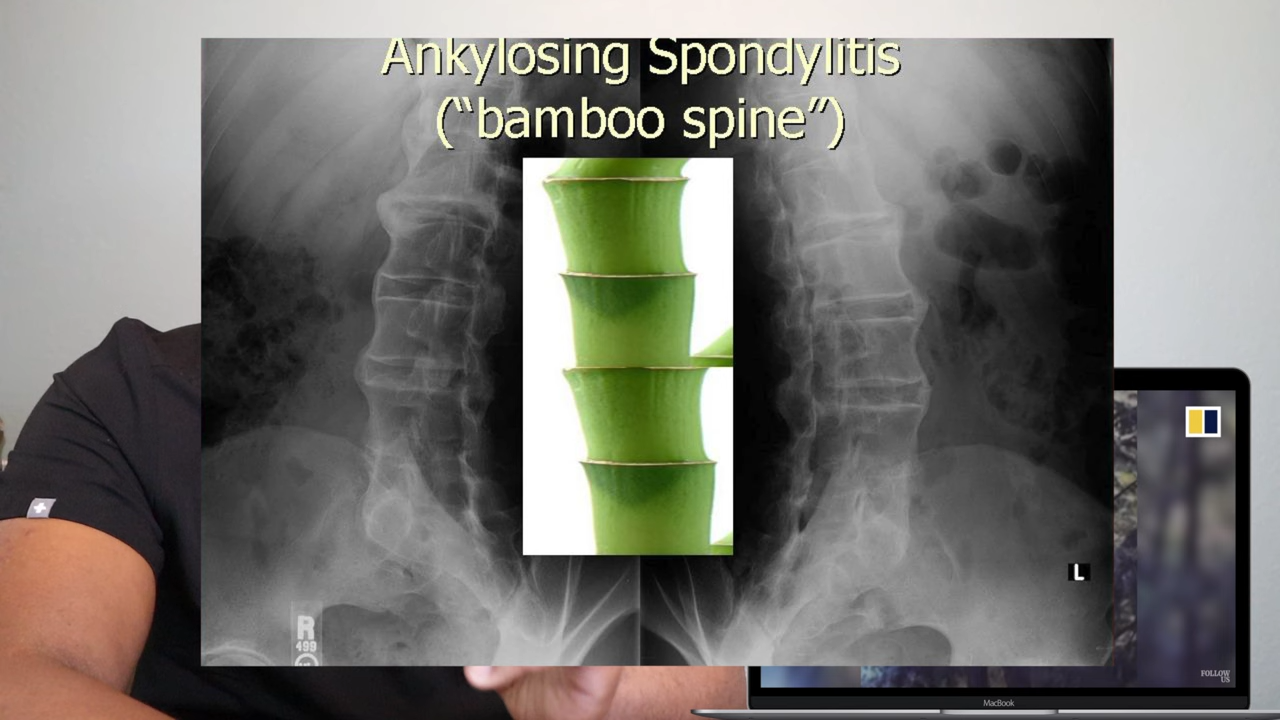 Ankylosing Spondylitis
(“bamboo spine”)
L
R
499
FOLLOW
US
MacBook